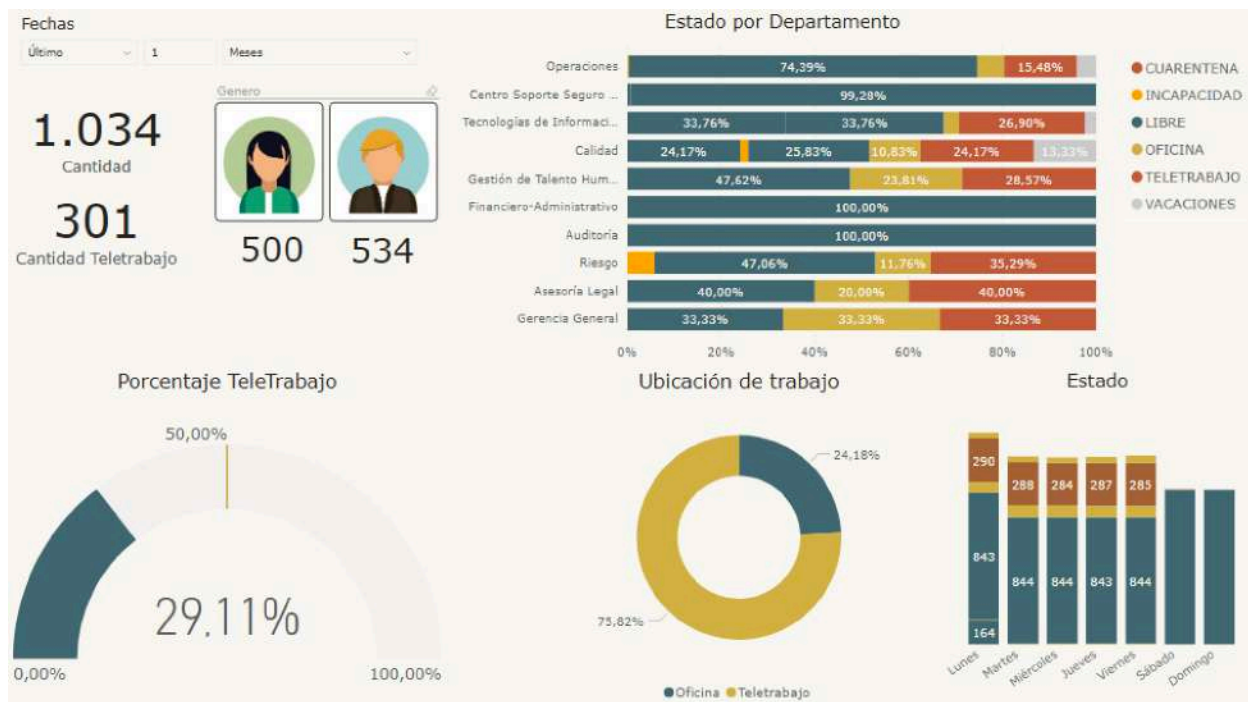 Fechas
Último
1
Meses
1.034
Cantidad
301
Cantidad Teletrabajo
Genero
500
534
Estado por Departamento
Operaciones
74,39%
15,48%
Centro Soporte Seguro ...
99,28%
Tecnologías de Informaci...
33,76%
33,76%
26,90%
Calidad
24,17%
25,83%
10,83%
24,17%
13,33%
Gestión de Talento Hum...
47,62%
23,81%
28,57%
Financiero-Administrativo
100,00%
Auditoría
100,00%
Riesgo
47,06%
11,76%
35,29%
Asesoría Legal
40,00%
20,00%
40,00%
Gerencia General
33,33%
33,33%
33,33%
0%
20%
40%
60%
80%
100%
CUARENTENA
INCAPACIDAD
LIBRE
OFICINA
TELETRABAJO
VACACIONES
Porcentaje TeleTrabajo
50,00%
29,11%
0,00%
100,00%
Ubicación de trabajo
24,18%
75,82%
Oficina
Teletrabajo
Estado
290
288
284
287
285
843
844
844
843
844
164
Lunes
Martes
Miércoles
Jueves
Viernes
Sábado
Domingo